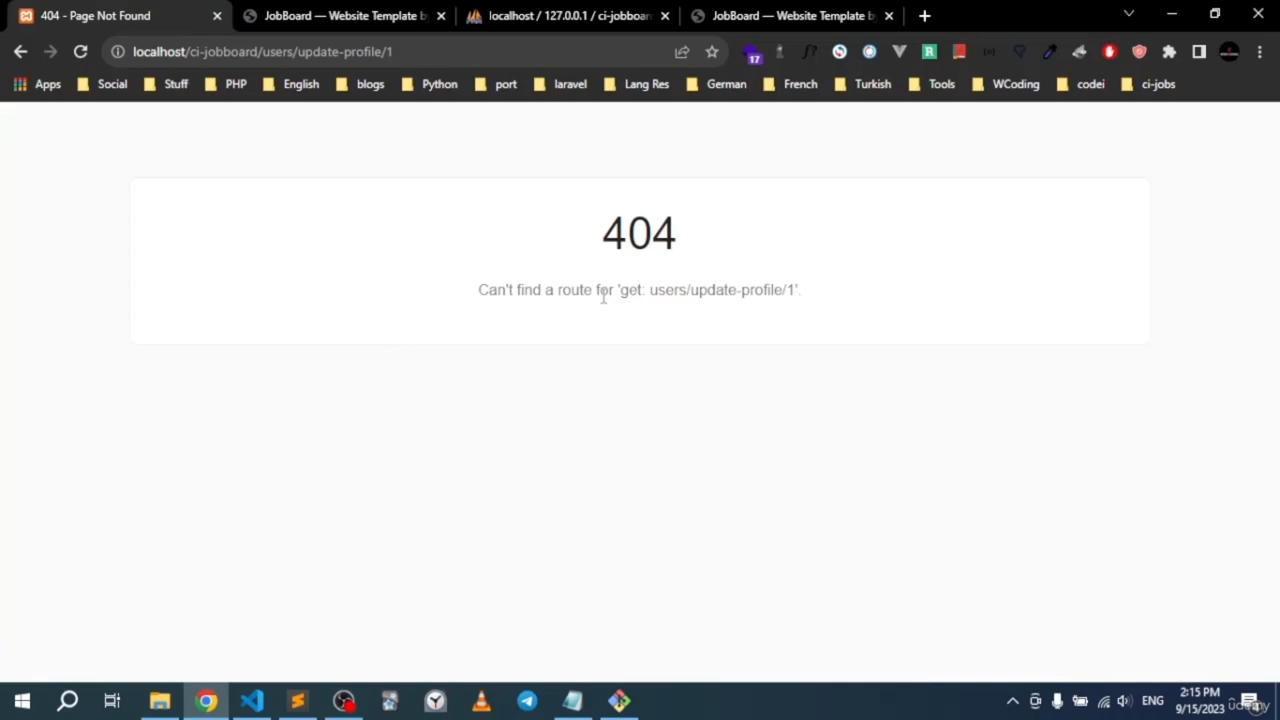 404 - Page Not Found
JobBoard — Website Template b
localhost / 127.0.0.1 / ci-jobboar
JobBoard — Website Template b
localhost/ci-jobboard/users/update-profile/1
17
R
Apps
Social
Stuff
PHP
English
blogs
Python
port
laravel
Lang Res
German
French
Turkish
Tools
WCoding
codei
ci-jobs
404
Can't find a route for 'get: users/update-profile/1'.
ENG
2:15 PM
9/15/2023
udemy